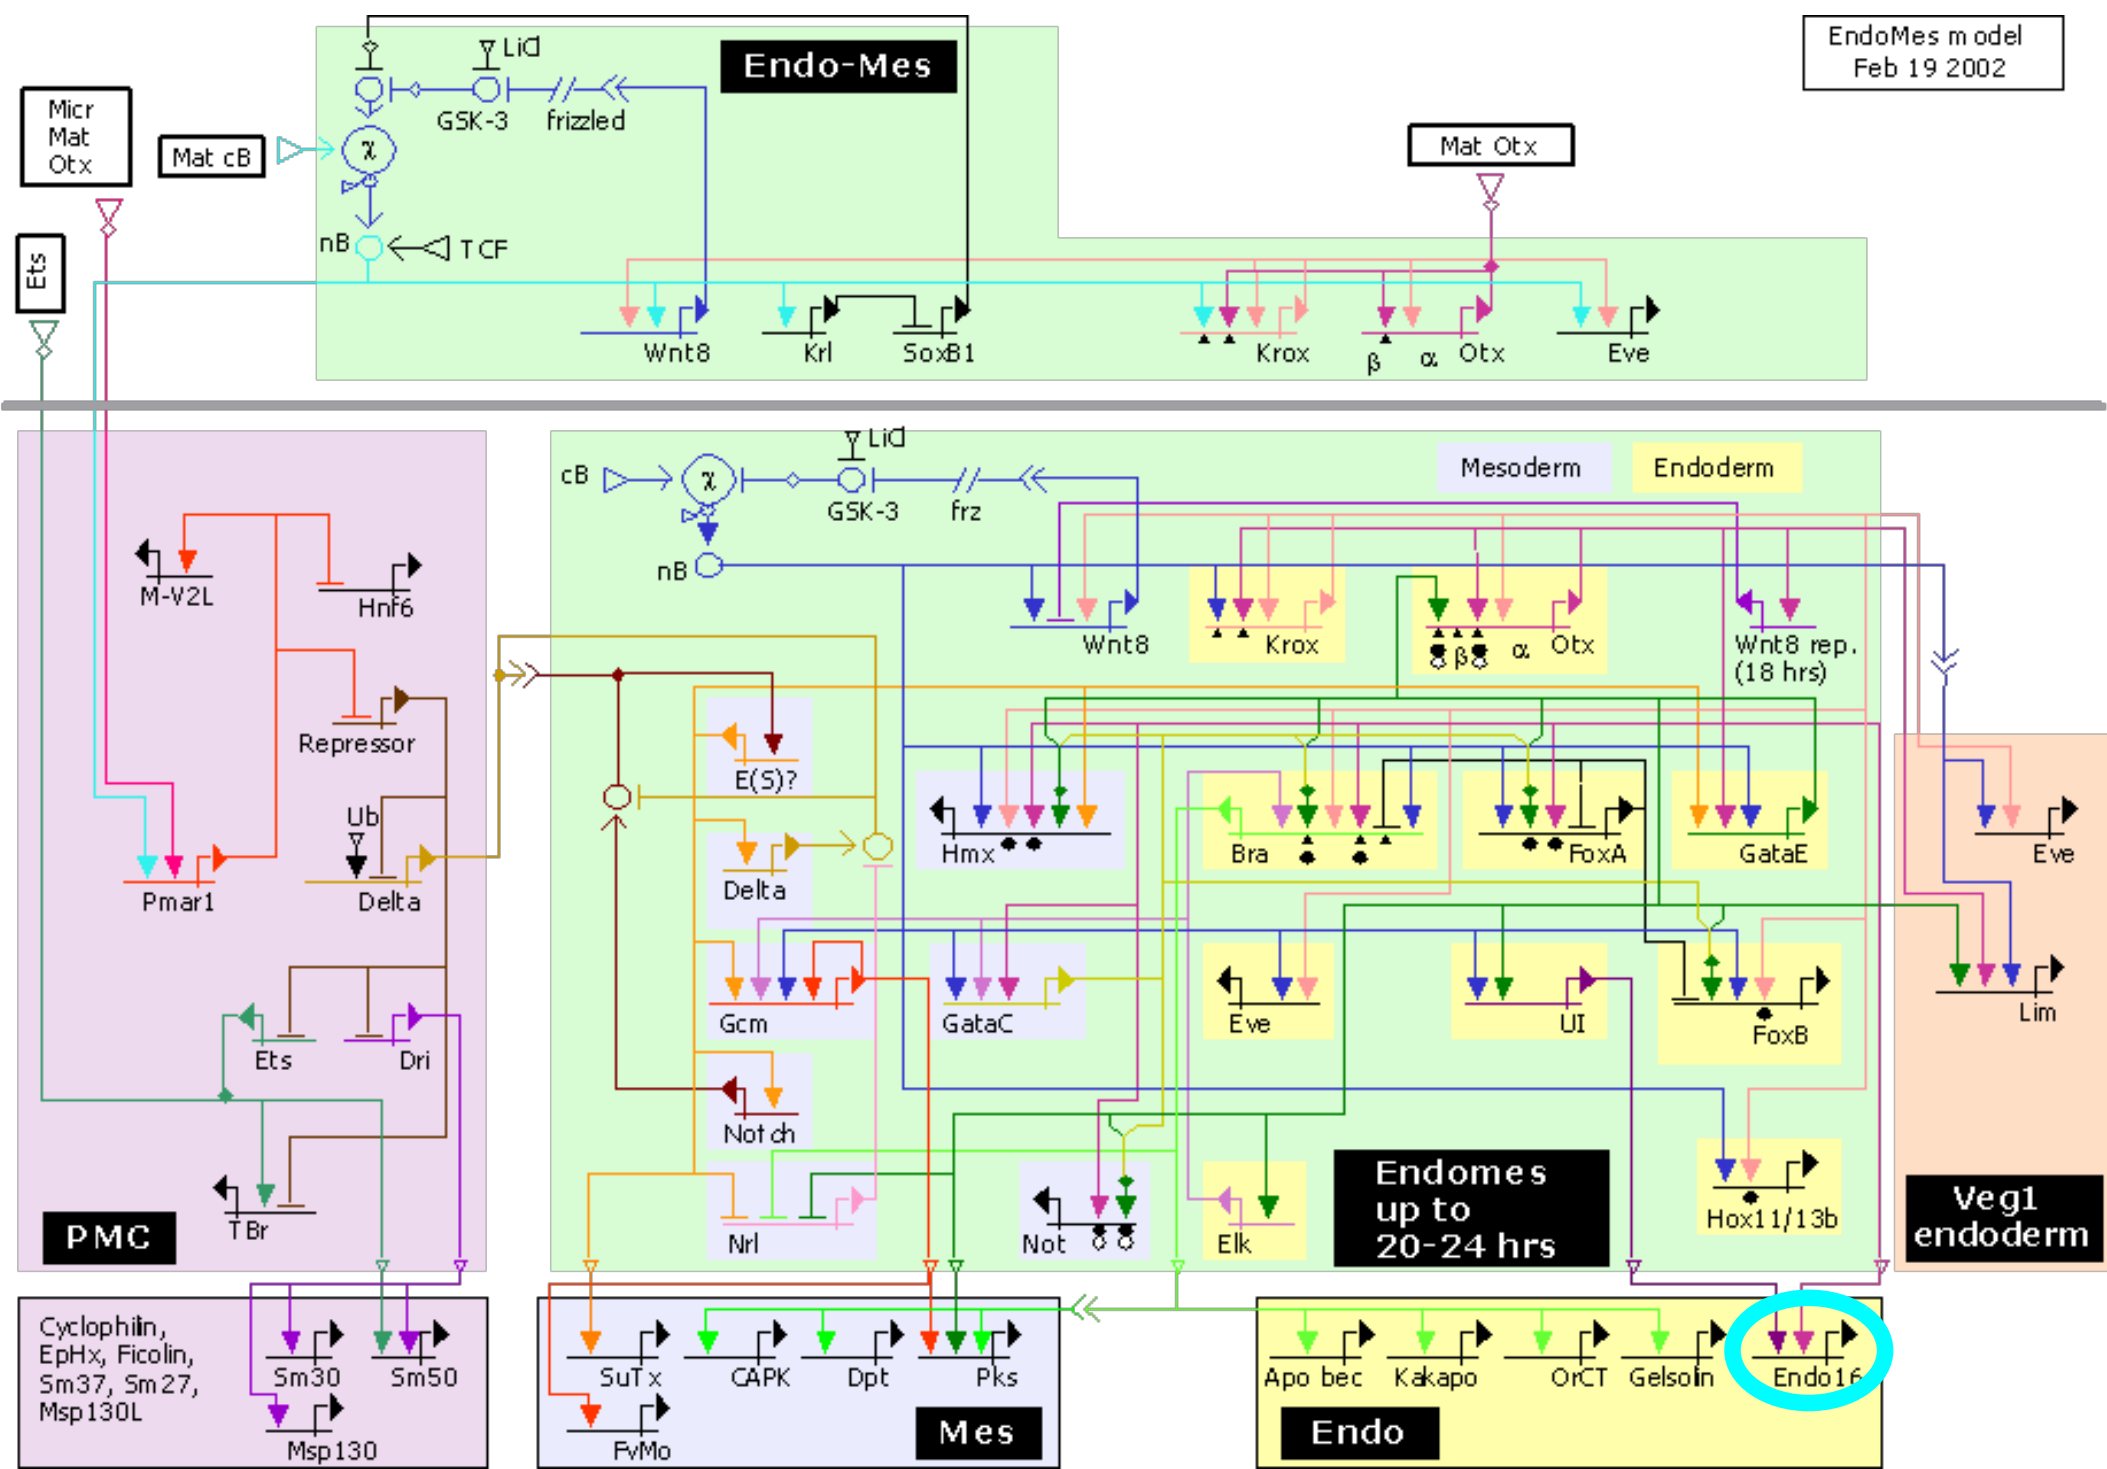 EndoMes model
Feb 19 2002
Endo-Mes
LiCl
GSK-3
frizzled
Micr
Mat
Otx
Mat cB
χ
Mat Otx
nB
TCF
Ets
Wnt8
Krl
SoxB1
Krox
β
α
Otx
Eve
LiCl
cB
χ
GSK-3
frz
nB
Mesoderm
Endoderm
M-V2L
Hnf6
Wnt8
Krox
β
α
Otx
Wnt8 rep.
(18 hrs)
Repressor
E(S)?
Ub
Hmx
Bra
FoxA
GataE
Eve
Pmar1
Delta
Delta
Gcm
GataC
Eve
UI
FoxB
Lim
Ets
Dri
Notch
TBr
Nrl
Not
Elk
Hox11/13b
PMC
Endomes
up to
20-24 hrs
Veg1
endoderm
Cyclophilin,
EpHx, Ficolin,
Sm37, Sm27,
Msp130L
Sm30
Sm50
Msp130
SuTx
CAPK
Dpt
Pks
FvMo
Mes
Apobec
Kakapo
OrCT
Gelsolin
Endo16
Endo